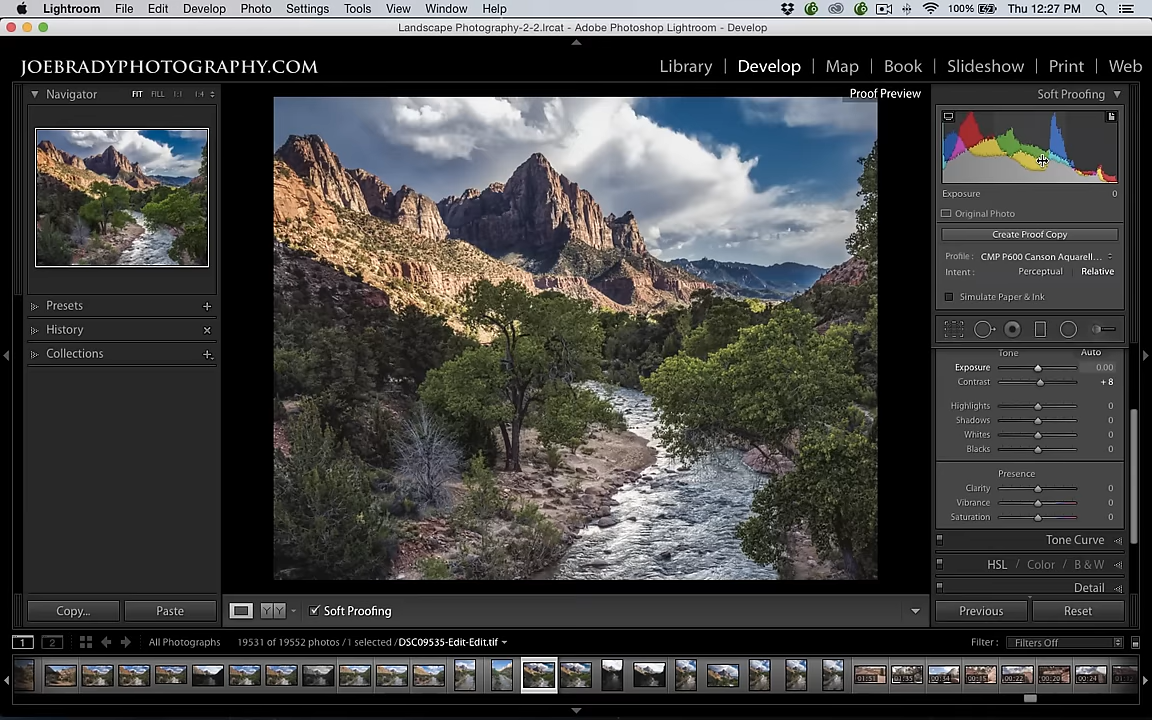 Lightroom File Edit Develop Photo Settings Tools View Window Help 100% Thu 12:27 PM
Landscape Photography-2-2.lrcat - Adobe Photoshop Lightroom - Develop
JOEBRADYPHOTOGRAPHY.COM Library | Develop | Map | Book | Slideshow | Print | Web
Navigator FIT FILL 1:1 1:4
Proof Preview
Soft Proofing
Exposure 0
Original Photo
Create Proof Copy
Profile : CMP P600 Canson Aquarell...
Intent : Perceptual Relative
Simulate Paper & Ink
Presets
History
Collections
Tone Auto
Exposure 0.00
Contrast + 8
Highlights 0
Shadows 0
Whites 0
Blacks 0
Presence
Clarity 0
Vibrance 0
Saturation 0
Tone Curve
HSL / Color / B & W
Detail
Copy... Paste
Y Y Soft Proofing
Previous Reset
1 2 All Photographs 19531 of 19552 photos / 1 selected / DSC09535-Edit-Edit.tif
Filter : Filters Off